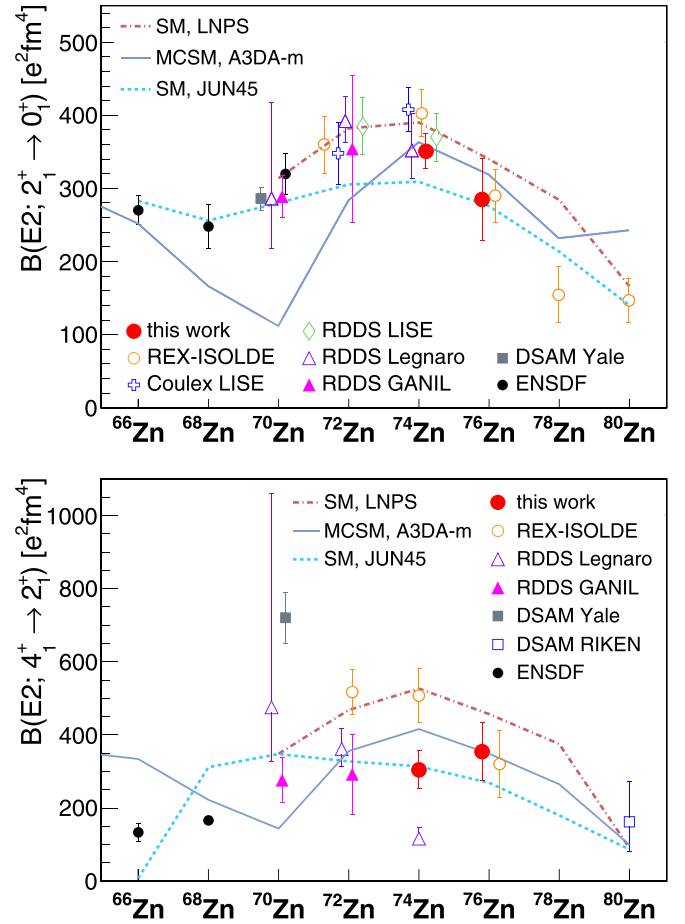 B(E2; 2₁⁺ → 0₁⁺) [e²fm⁴]
500
400
300
200
100
0
SM, LNPS
MCSM, A3DA-m
SM, JUN45
this work
REX-ISOLDE
Coulex LISE
RDDS LISE
RDDS Legnaro
RDDS GANIL
DSAM Yale
ENSDF
⁶⁶Zn ⁶⁸Zn ⁷⁰Zn ⁷²Zn ⁷⁴Zn ⁷⁶Zn ⁷⁸Zn ⁸⁰Zn
B(E2; 4₁⁺ → 2₁⁺) [e²fm⁴]
1000
800
600
400
200
0
SM, LNPS
MCSM, A3DA-m
SM, JUN45
this work
REX-ISOLDE
RDDS Legnaro
RDDS GANIL
DSAM Yale
DSAM RIKEN
ENSDF
⁶⁶Zn ⁶⁸Zn ⁷⁰Zn ⁷²Zn ⁷⁴Zn ⁷⁶Zn ⁷⁸Zn ⁸⁰Zn